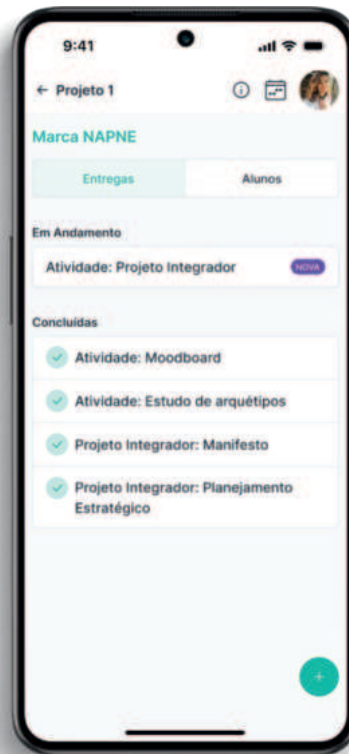 9:41
← Projeto 1
Marca NAPNE
Entregas Alunos
Em Andamento
Atividade: Projeto Integrador NOVA
Concluídas
Atividade: Moodboard
Atividade: Estudo de arquétipos
Projeto Integrador: Manifesto
Projeto Integrador: Planejamento
Estratégico
+